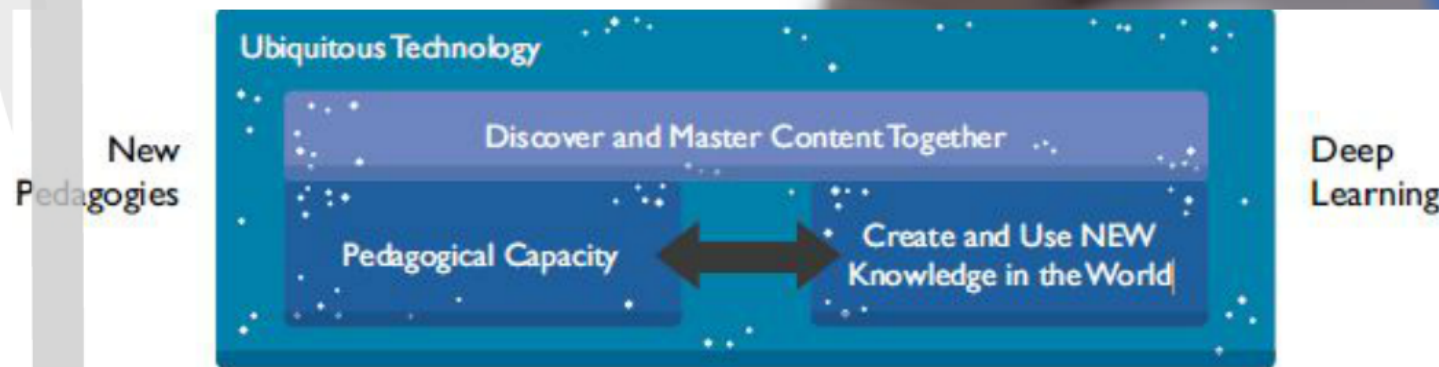 Ubiquitous Technology
Discover and Master Content Together
New
Pedagogies
Deep
Learning
Pedagogical Capacity
Create and Use NEW
Knowledge in the World